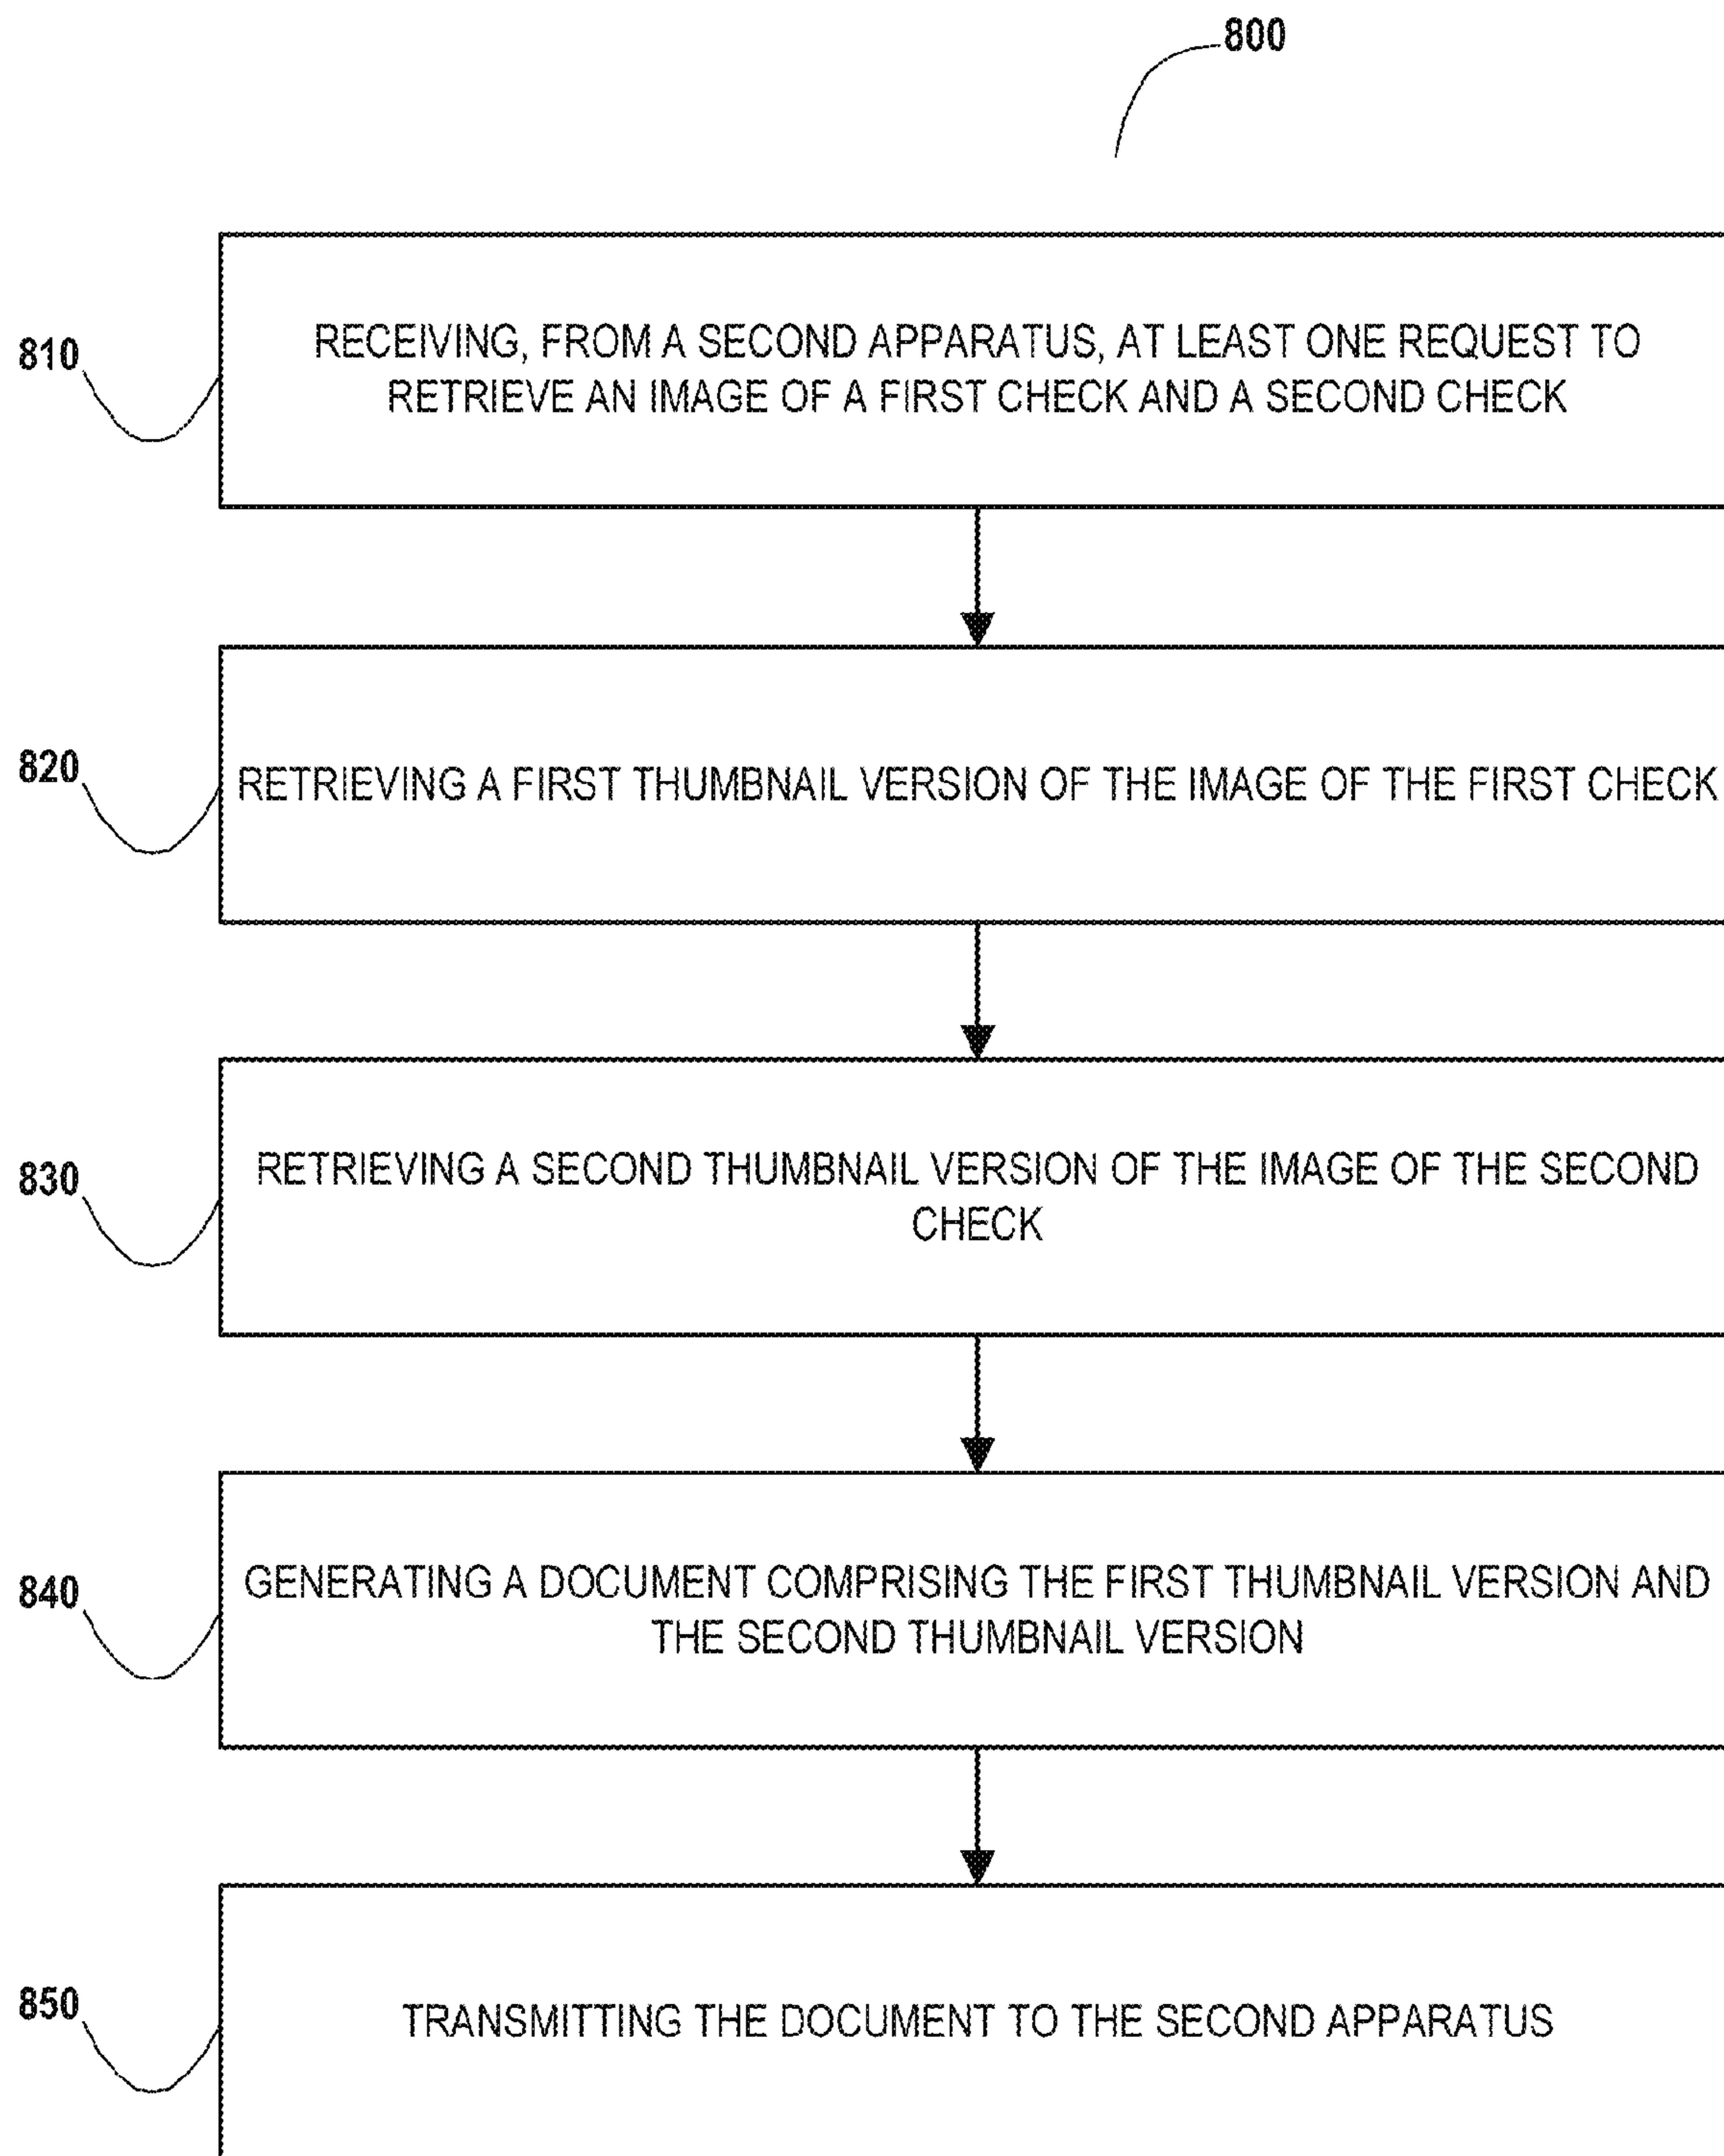 800
810
RECEIVING, FROM A SECOND APPARATUS, AT LEAST ONE REQUEST TO
RETRIEVE AN IMAGE OF A FIRST CHECK AND A SECOND CHECK
820
RETRIEVING A FIRST THUMBNAIL VERSION OF THE IMAGE OF THE FIRST CHECK
830
RETRIEVING A SECOND THUMBNAIL VERSION OF THE IMAGE OF THE SECOND
CHECK
840
GENERATING A DOCUMENT COMPRISING THE FIRST THUMBNAIL VERSION AND
THE SECOND THUMBNAIL VERSION
850
TRANSMITTING THE DOCUMENT TO THE SECOND APPARATUS